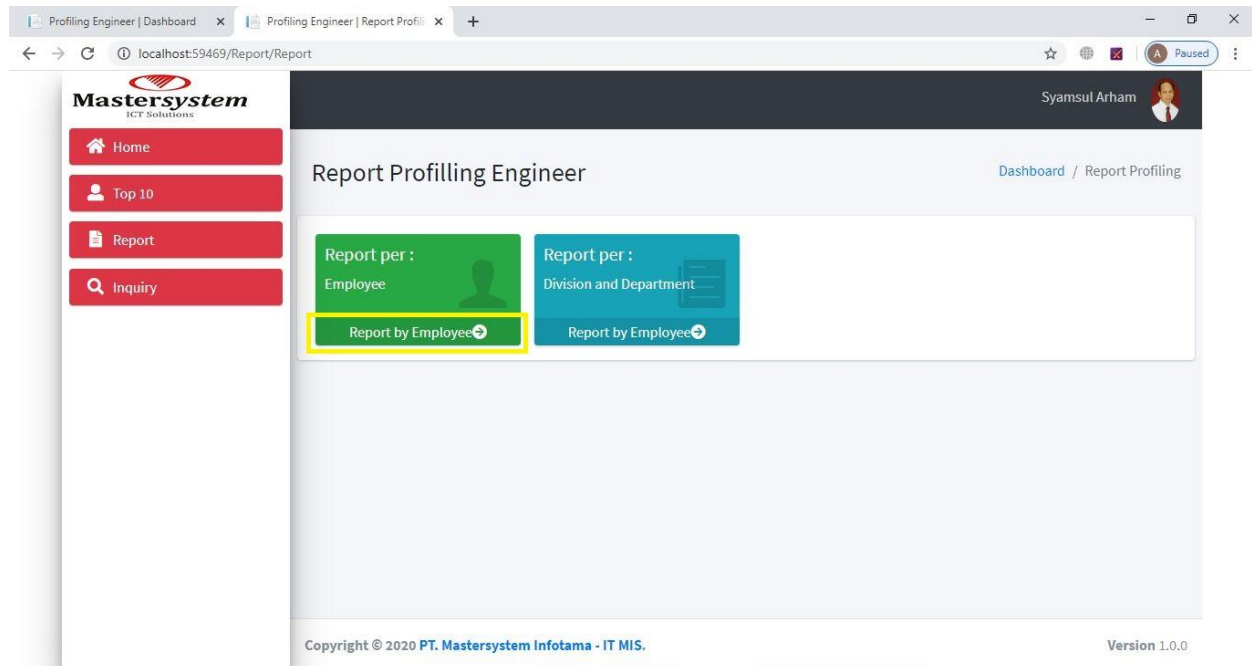 Profiling Engineer | Dashboard
Profiling Engineer | Report Profili
localhost:59469/Report/Report
A Paused
Mastersystem
ICT Solutions
Syamsul Arham
Home
Top 10
Report
Inquiry
Report Profilling Engineer
Dashboard / Report Profiling
Report per :
Employee
Report by Employee
Report per :
Division and Department
Report by Employee
Copyright © 2020 PT. Mastersystem Infotama - IT MIS.
Version 1.0.0